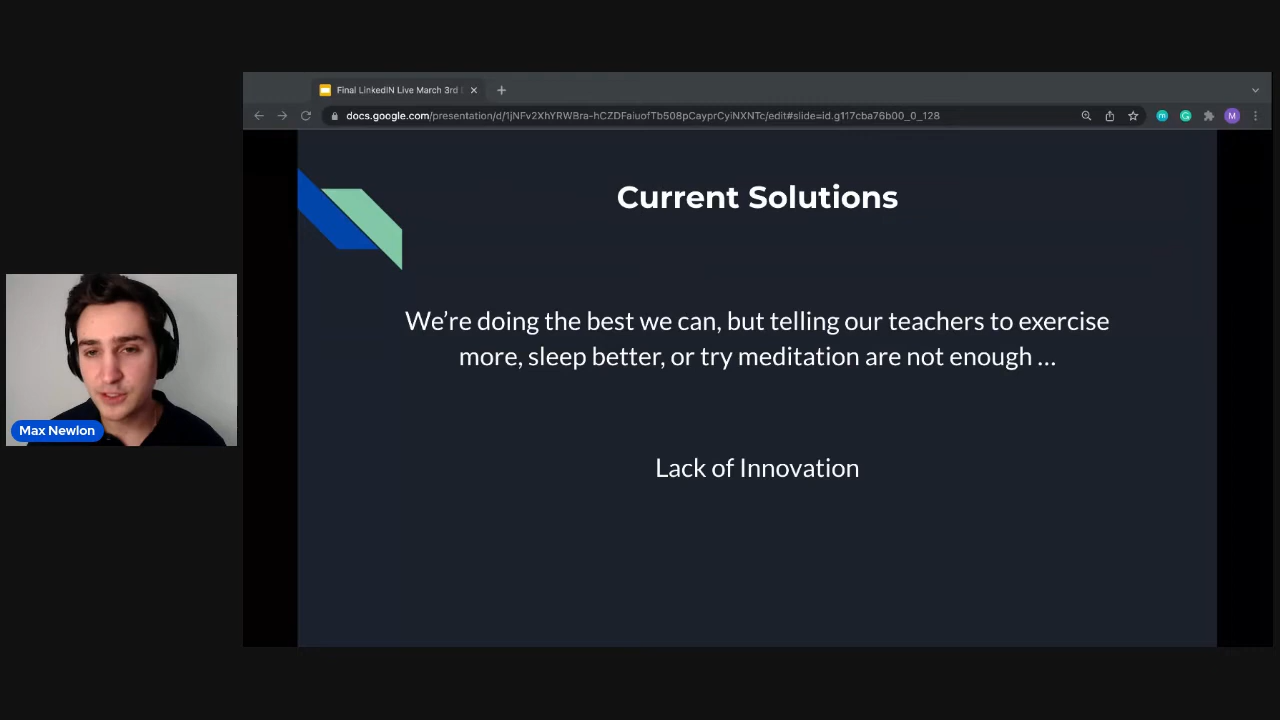 Final LinkedIN Live March 3rd
docs.google.com/presentation/d/1jNFv2XhYRWBra-hCZDFaiuofTb508pCayprCyiNXNTc/edit#slide=id.g117cba76b00_0_128
M
Current Solutions
We're doing the best we can, but telling our teachers to exercise
more, sleep better, or try meditation are not enough ...
Max Newlon
Lack of Innovation